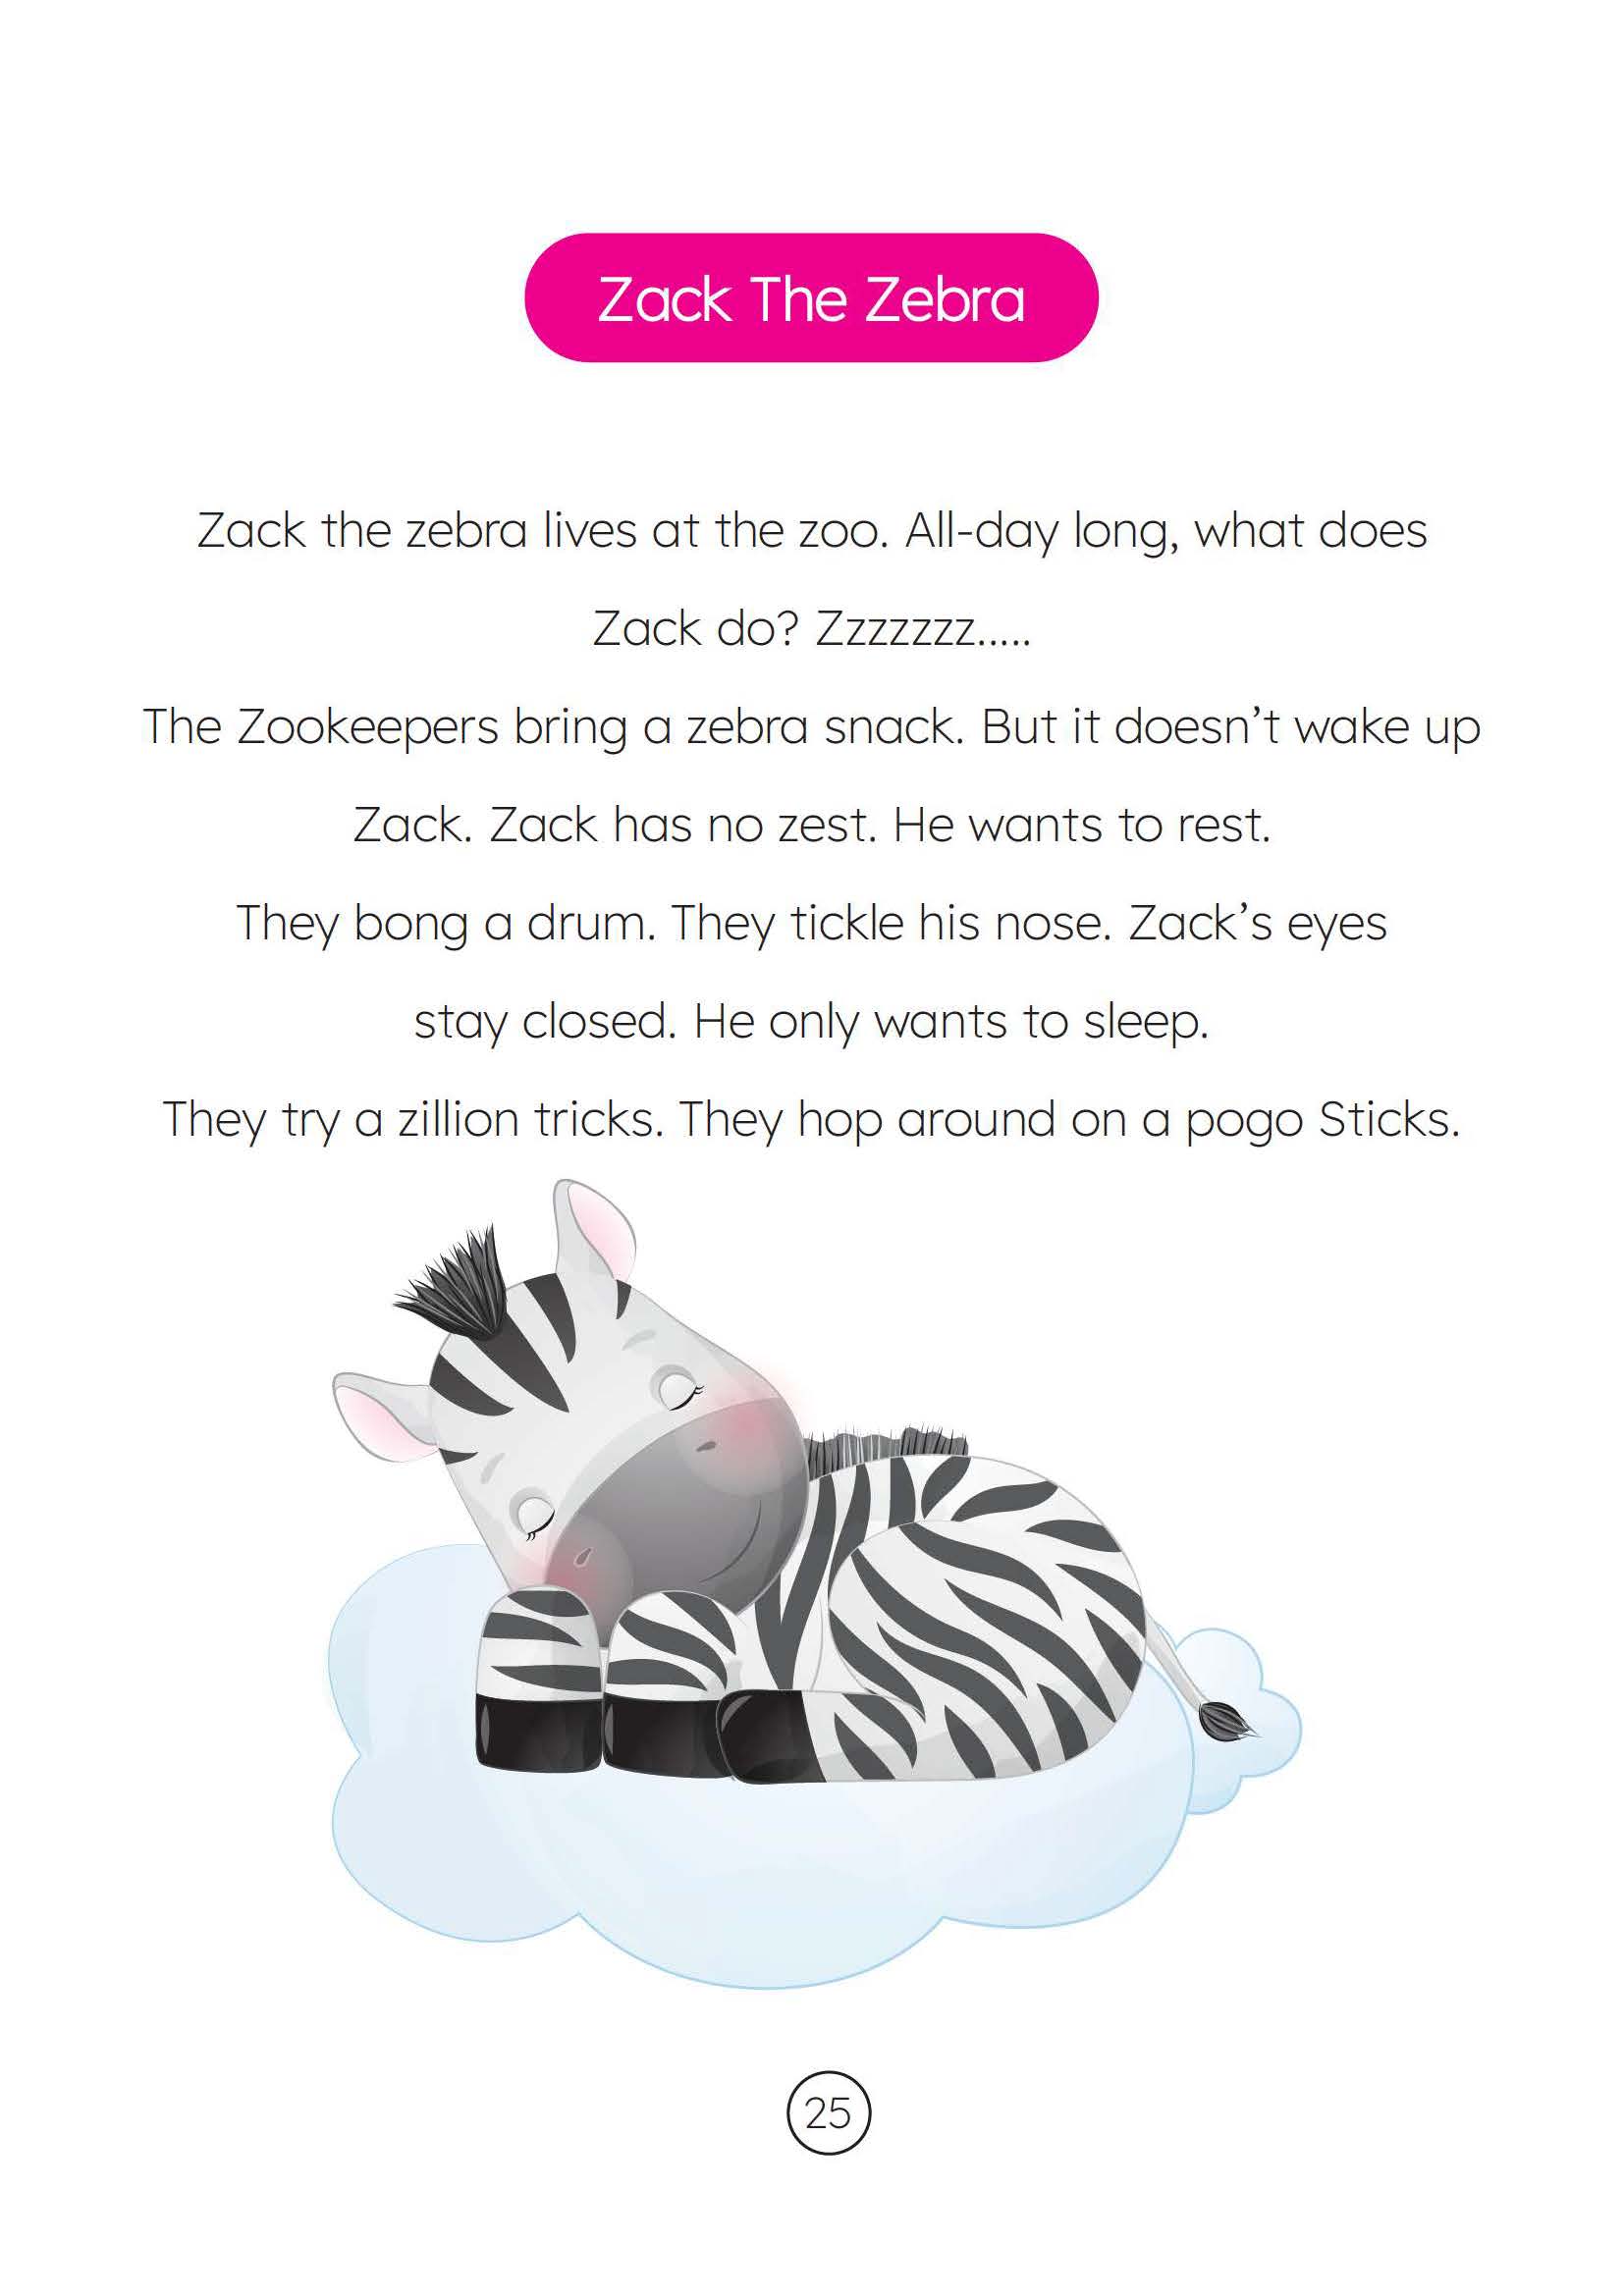 Zack The Zebra
Zack the zebra lives at the zoo. All-day long, what does
Zack do? Zzzzzzz.....
The Zookeepers bring a zebra snack. But it doesn’t wake up
Zack. Zack has no zest. He wants to rest.
They bong a drum. They tickle his nose. Zack’s eyes
stay closed. He only wants to sleep.
They try a zillion tricks. They hop around on a pogo Sticks.
25